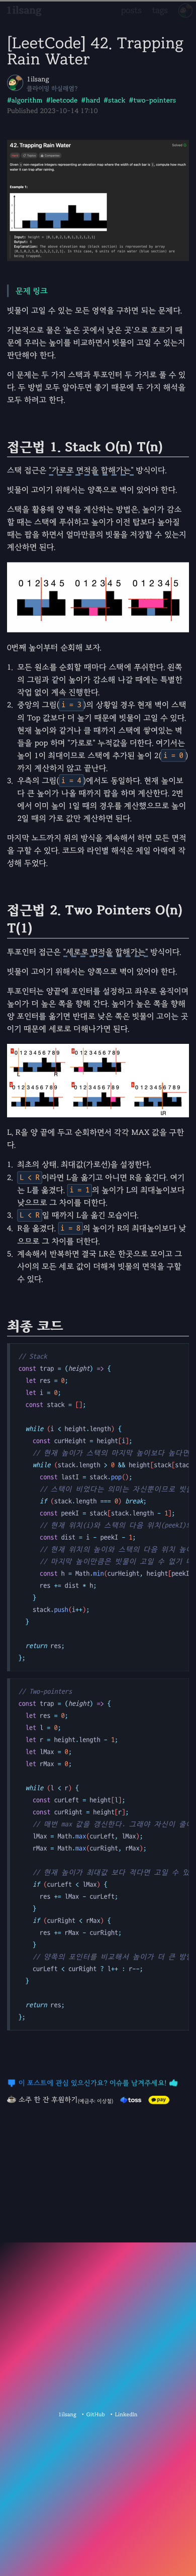 1ilsang
posts
tags
[LeetCode] 42. Trapping
Rain Water
1ilsang
클라이밍 하실래염?
#algorithm #leetcode #hard #stack #two-pointers
Published 2023-10-14 17:10
42. Trapping Rain Water
Solved
Example 1:
문제 링크
빗물이 고일 수 있는 모든 영역을 구하면 되는 문제다.
기본적으로 물은 '높은 곳에서 낮은 곳'으로 흐르기 때
문에 우리는 높이를 비교하면서 빗물이 고일 수 있는지
판단해야 한다.
이 문제는 두 가지 스택과 투포인터 두 가지로 풀 수 있
다. 두 방법 모두 알아두면 좋기 때문에 두 가지 해석을
모두 하려고 한다.
접근법 1. Stack O(n) T(n)
스택 접근은 "가로로 면적을 합해가는" 방식이다.
빗물이 고이기 위해서는 양쪽으로 벽이 있어야 한다.
스택을 활용해 양 벽을 계산하는 방법은, 높이가 감소
할 때는 스택에 푸쉬하고 높이가 이전 탑보다 높아질
때는 팝을 하면서 얼마만큼의 빗물을 저장할 수 있는지
계산하면 된다.
0 1 2 3 4 5
0 1 2 3 4 5
0 1 2 3 4 5
0번째 높이부터 순회해 보자.
1. 모든 원소를 순회할 때마다 스택에 푸쉬한다. 왼쪽
의 그림과 같이 높이가 감소해 나갈 때에는 특별한
작업 없이 계속 진행한다.
2. 중앙의 그림( i = 3 )의 상황일 경우 현재 벽이 스택
의 Top 값보다 더 높기 때문에 빗물이 고일 수 있다.
현재 높이와 같거나 클 때까지 스택에 쌓여있는 벽
들을 pop 하며 "가로로" 누적값을 더한다. 여기서는
높이 1이 최대이므로 스택에 추가된 높이 2( i = 0 )
까지 계산하지 않고 끝난다.
3. 우측의 그림( i = 4 )에서도 동일하다. 현재 높이보
다 큰 높이가 나올 때까지 팝을 하며 계산한다. 2번
에서 이미 높이 1일 때의 경우를 계산했으므로 높이
2일 때의 가로 값만 계산하면 된다.
마지막 노드까지 위의 방식을 계속해서 하면 모든 면적
을 구할 수 있다. 코드와 라인별 해석은 제일 아래에 작
성해 두었다.
접근법 2. Two Pointers O(n)
T(1)
투포인터 접근은 "세로로 면적을 합해가는" 방식이다.
빗물이 고이기 위해서는 양쪽으로 벽이 있어야 한다.
투포인터는 양끝에 포인터를 설정하고 좌우로 움직이며
높이가 더 높은 쪽을 향해 간다. 높이가 높은 쪽을 향해
서 포인터를 옮기면 반대로 낮은 쪽은 물이 고이는 곳
이기 때문에 세로로 더해나가면 된다.
L, R을 양 끝에 두고 순회하면서 각각 MAX 값을 구한
다.
1. 최초의 상태. 최대값(가로선)을 설정한다.
2. L < R 이라면 L을 옮기고 아니면 R을 옮긴다. 여기
는 L을 옮겼다. i = 1 의 높이가 L의 최대높이보다
낮으므로 그 차이를 더한다.
3. L < R 일 때까지 L을 옮긴 모습이다.
4. R을 옮겼다. i = 8 의 높이가 R의 최대높이보다 낮
으므로 그 차이를 더한다.
5. 계속해서 반복하면 결국 LR은 한곳으로 모이고 그
사이의 모든 세로 값이 더해져 빗물의 면적을 구할
수 있다.
최종 코드
// Stack
const trap = (height) => {
let res = 0;
let i = 0;
const stack = [];
while (i < height.length) {
const curHeight = height[i];
// 현재 높이가 스택의 마지막 높이보다 높다면
while (stack.length > 0 && height[stack[stac
const lastI = stack.pop();
// 스택이 비었다는 의미는 자신뿐이므로 빗물
if (stack.length === 0) break;
const peekI = stack[stack.length - 1];
// 현재 위치(i)와 스택의 다음 위치(peekI)의
const dist = i - peekI - 1;
// 현재 위치의 높이와 스택의 다음 위치 높이
// 마지막 높이만큼은 빗물이 고일 수 없기 때
const h = Math.min(curHeight, height[peekI
res += dist * h;
}
stack.push(i++);
}
return res;
};
// Two-pointers
const trap = (height) => {
let res = 0;
let l = 0;
let r = height.length - 1;
let lMax = 0;
let rMax = 0;
while (l < r) {
const curLeft = height[l];
const curRight = height[r];
// 매번 max 값을 갱신한다. 그래야 자신이 줄어
lMax = Math.max(curLeft, lMax);
rMax = Math.max(curRight, rMax);
// 현재 높이가 최대값 보다 적다면 고일 수 있
if (curLeft < lMax) {
res += lMax - curLeft;
}
if (curRight < rMax) {
res += rMax - curRight;
}
// 양쪽의 포인터를 비교해서 높이가 더 큰 방향
curLeft < curRight ? l++ : r--;
}
return res;
};
이 포스트에 관심 있으신가요? 이슈를 남겨주세요!
소주 한 잔 후원하기(예금주: 이상철) toss pay
1ilsang • GitHub • LinkedIn